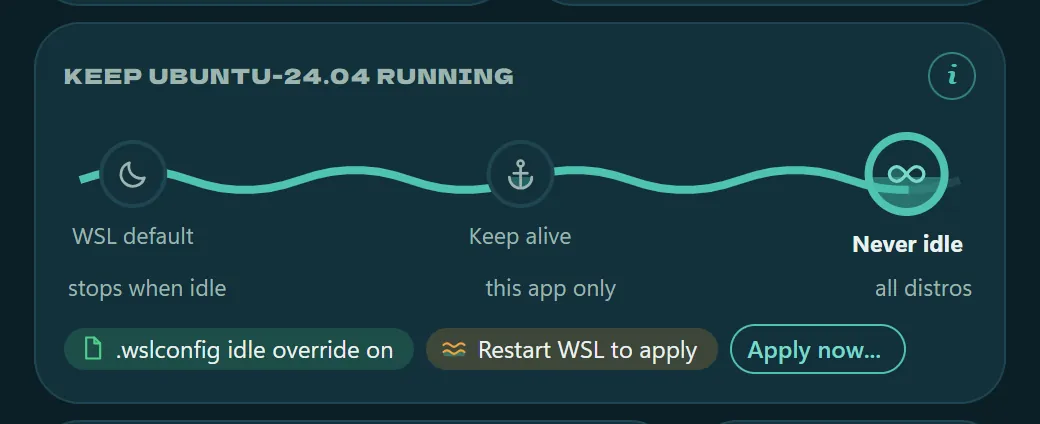 KEEP UBUNTU-24.04 RUNNING
i
WSL default
Keep alive
Never idle
stops when idle
this app only
all distros
.wslconfig idle override on
Restart WSL to apply
Apply now...